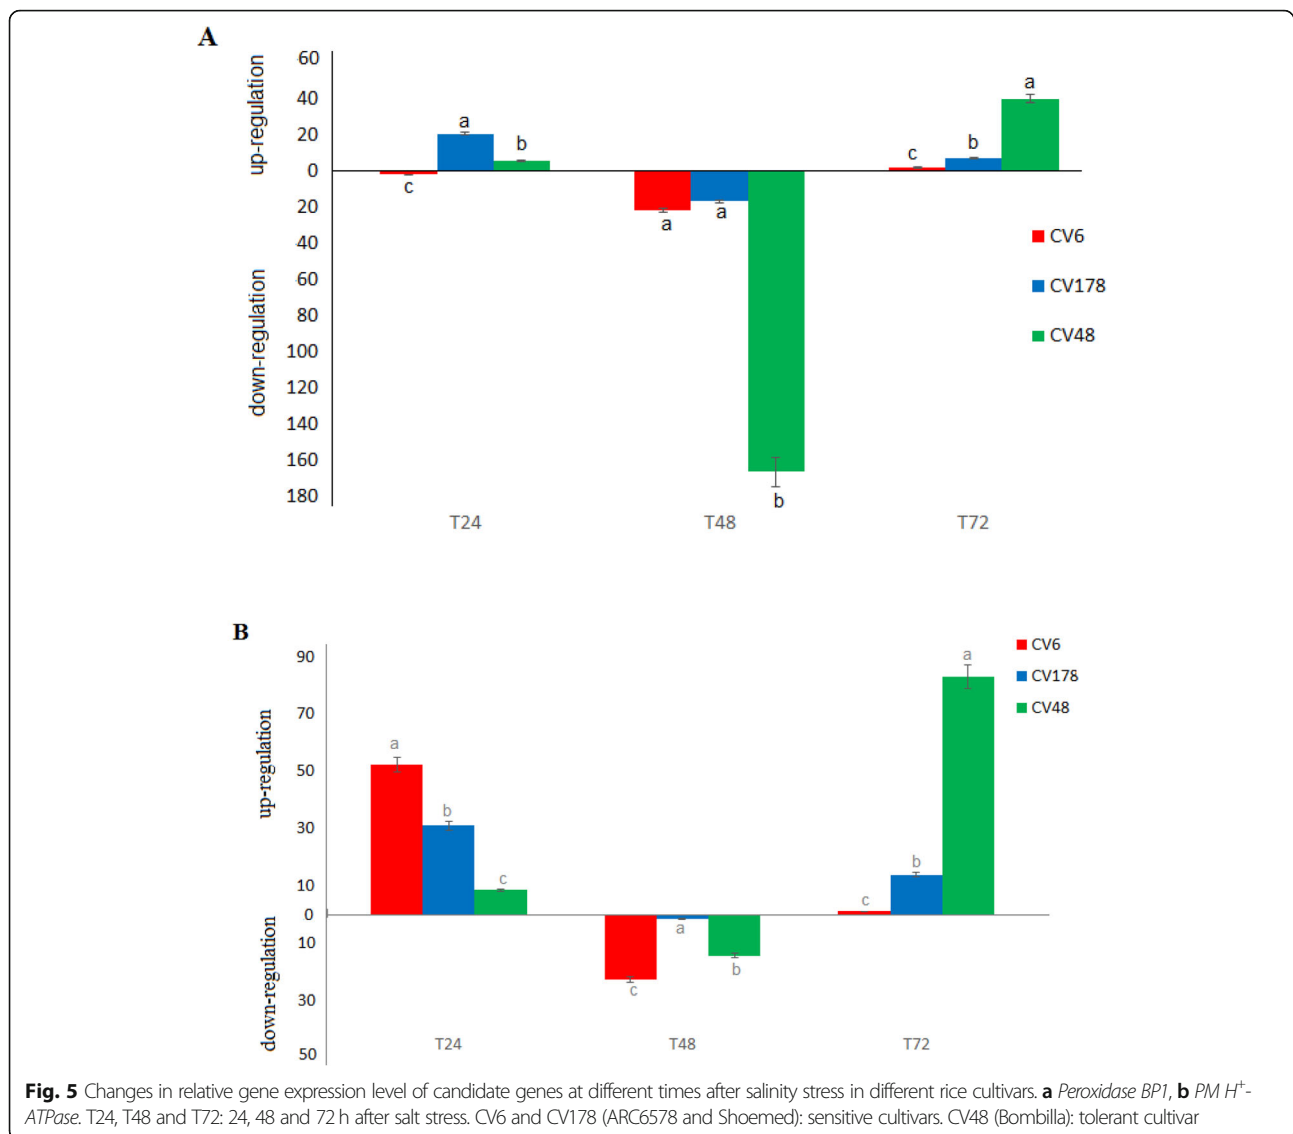 A
up-regulation
down-regulation
60
40
20
0
20
40
60
80
100
120
140
160
180
c
a
b
a
a
b
c
b
a
T24
T48
T72
CV6
CV178
CV48
B
up-regulation
down-regulation
90
70
50
30
10
0
10
30
50
a
b
c
c
a
b
c
b
a
T24
T48
T72
CV6
CV178
CV48
Fig. 5 Changes in relative gene expression level of candidate genes at different times after salinity stress in different rice cultivars. a Peroxidase BP1, b PM H⁺-
ATPase. T24, T48 and T72: 24, 48 and 72 h after salt stress. CV6 and CV178 (ARC6578 and Shoemed): sensitive cultivars. CV48 (Bombilla): tolerant cultivar